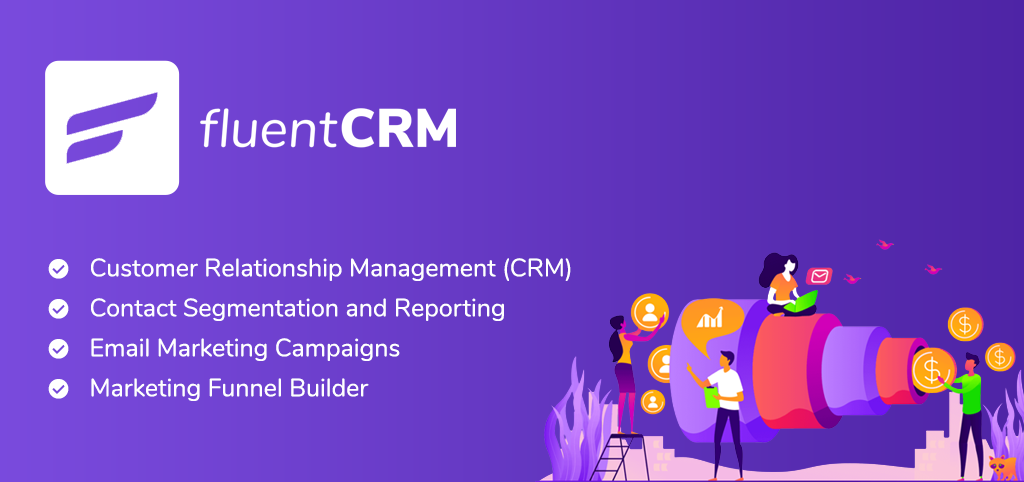 fluentCRM
Customer Relationship Management (CRM)
Contact Segmentation and Reporting
Email Marketing Campaigns
Marketing Funnel Builder